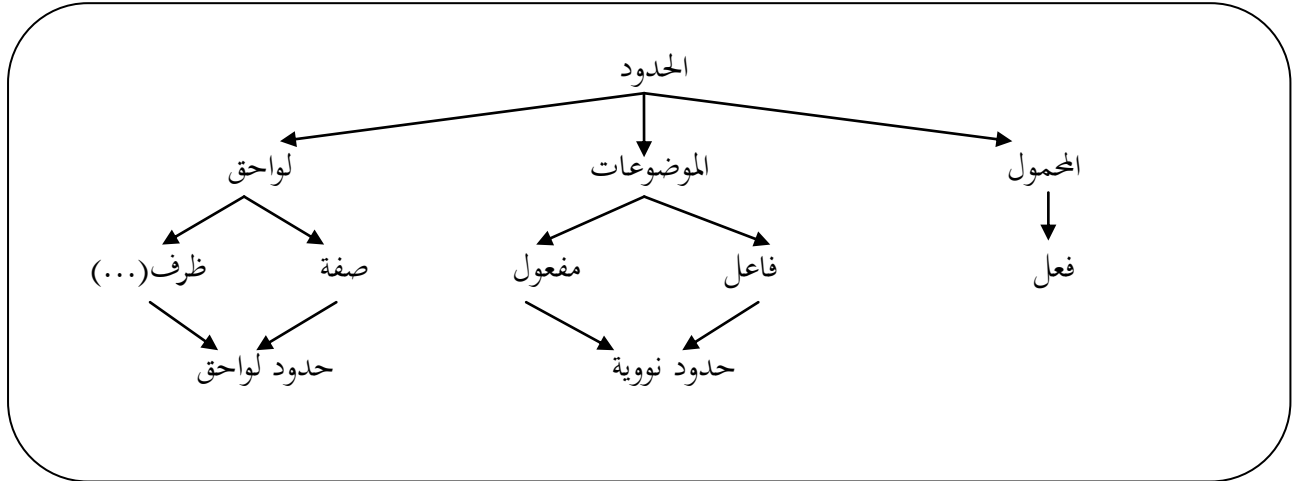 الحدود
المحمول الموضوعات لواحق
فعل فاعل مفعول صفة ظرف(...)
حدود نووية حدود لواحق